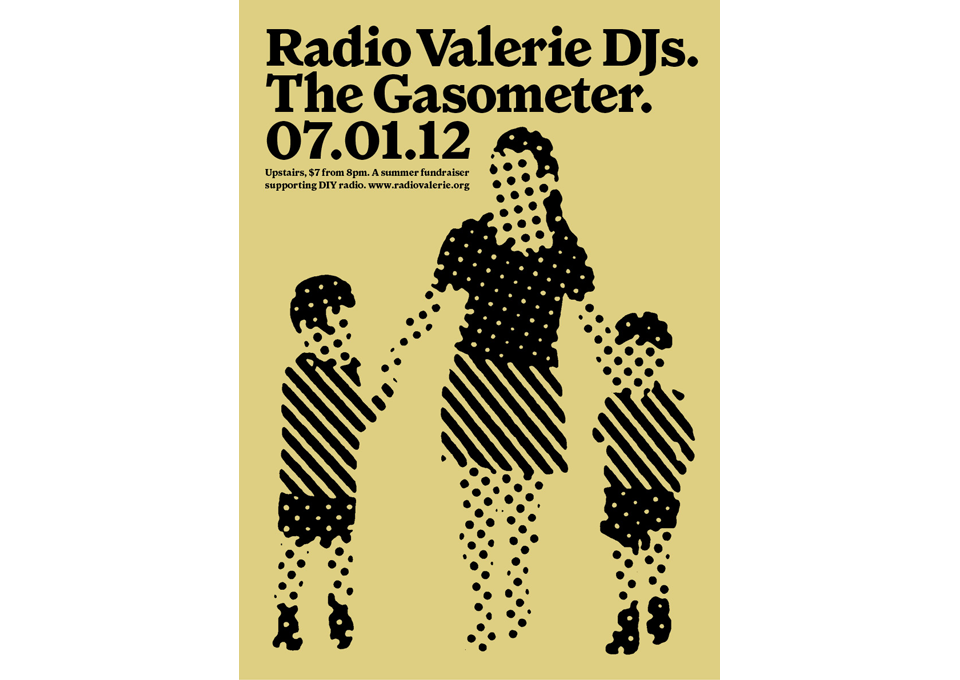 Radio Valerie DJs.
The Gasometer.
07.01.12
Upstairs, $7 from 8pm. A summer fundraiser
supporting DIY radio. www.radiovalerie.org